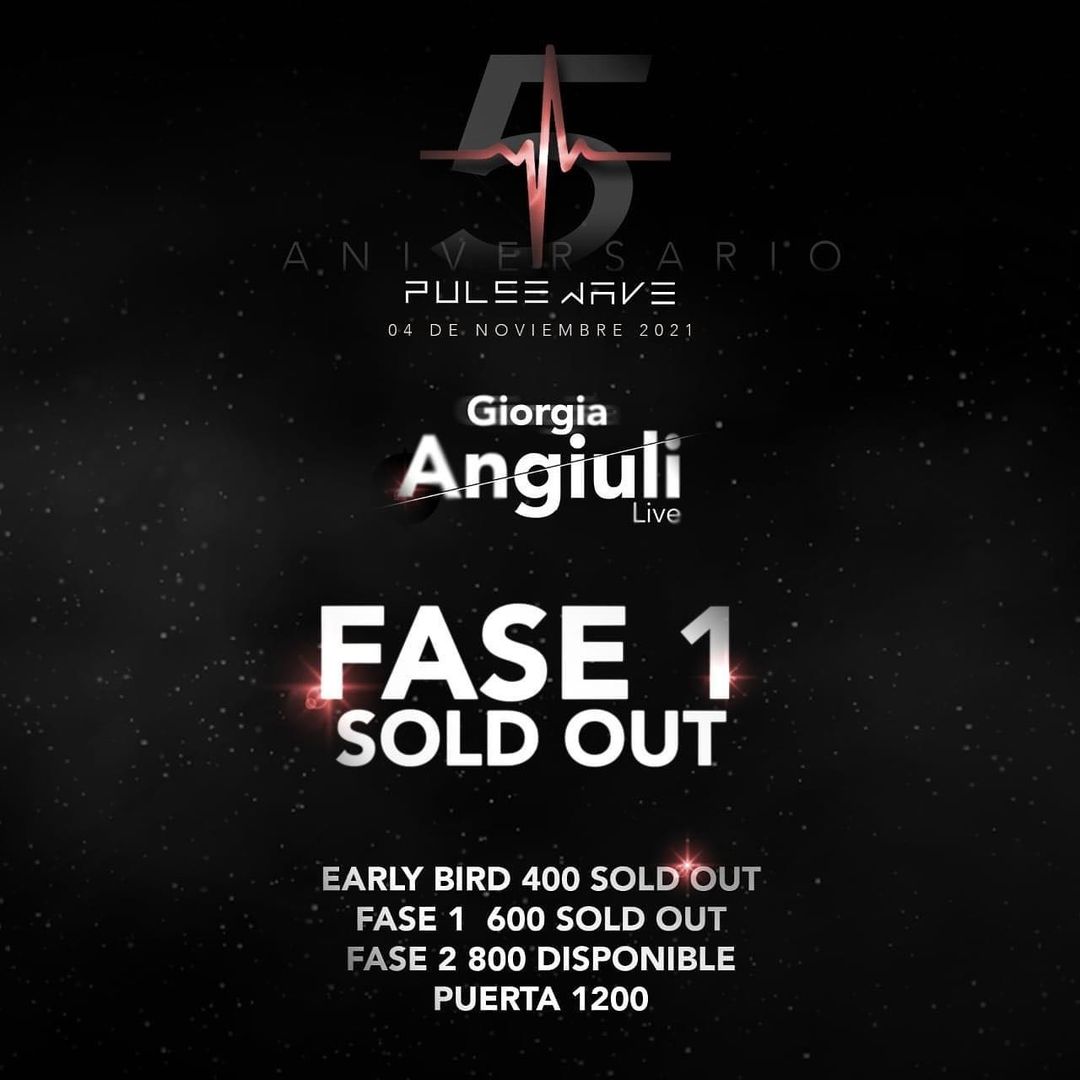 5
ANIVERSARIO
PULSE WAVE
04 DE NOVIEMBRE 2021
Giorgia
Angiuli
Live
FASE 1
SOLD OUT
EARLY BIRD 400 SOLD OUT
FASE 1 600 SOLD OUT
FASE 2 800 DISPONIBLE
PUERTA 1200